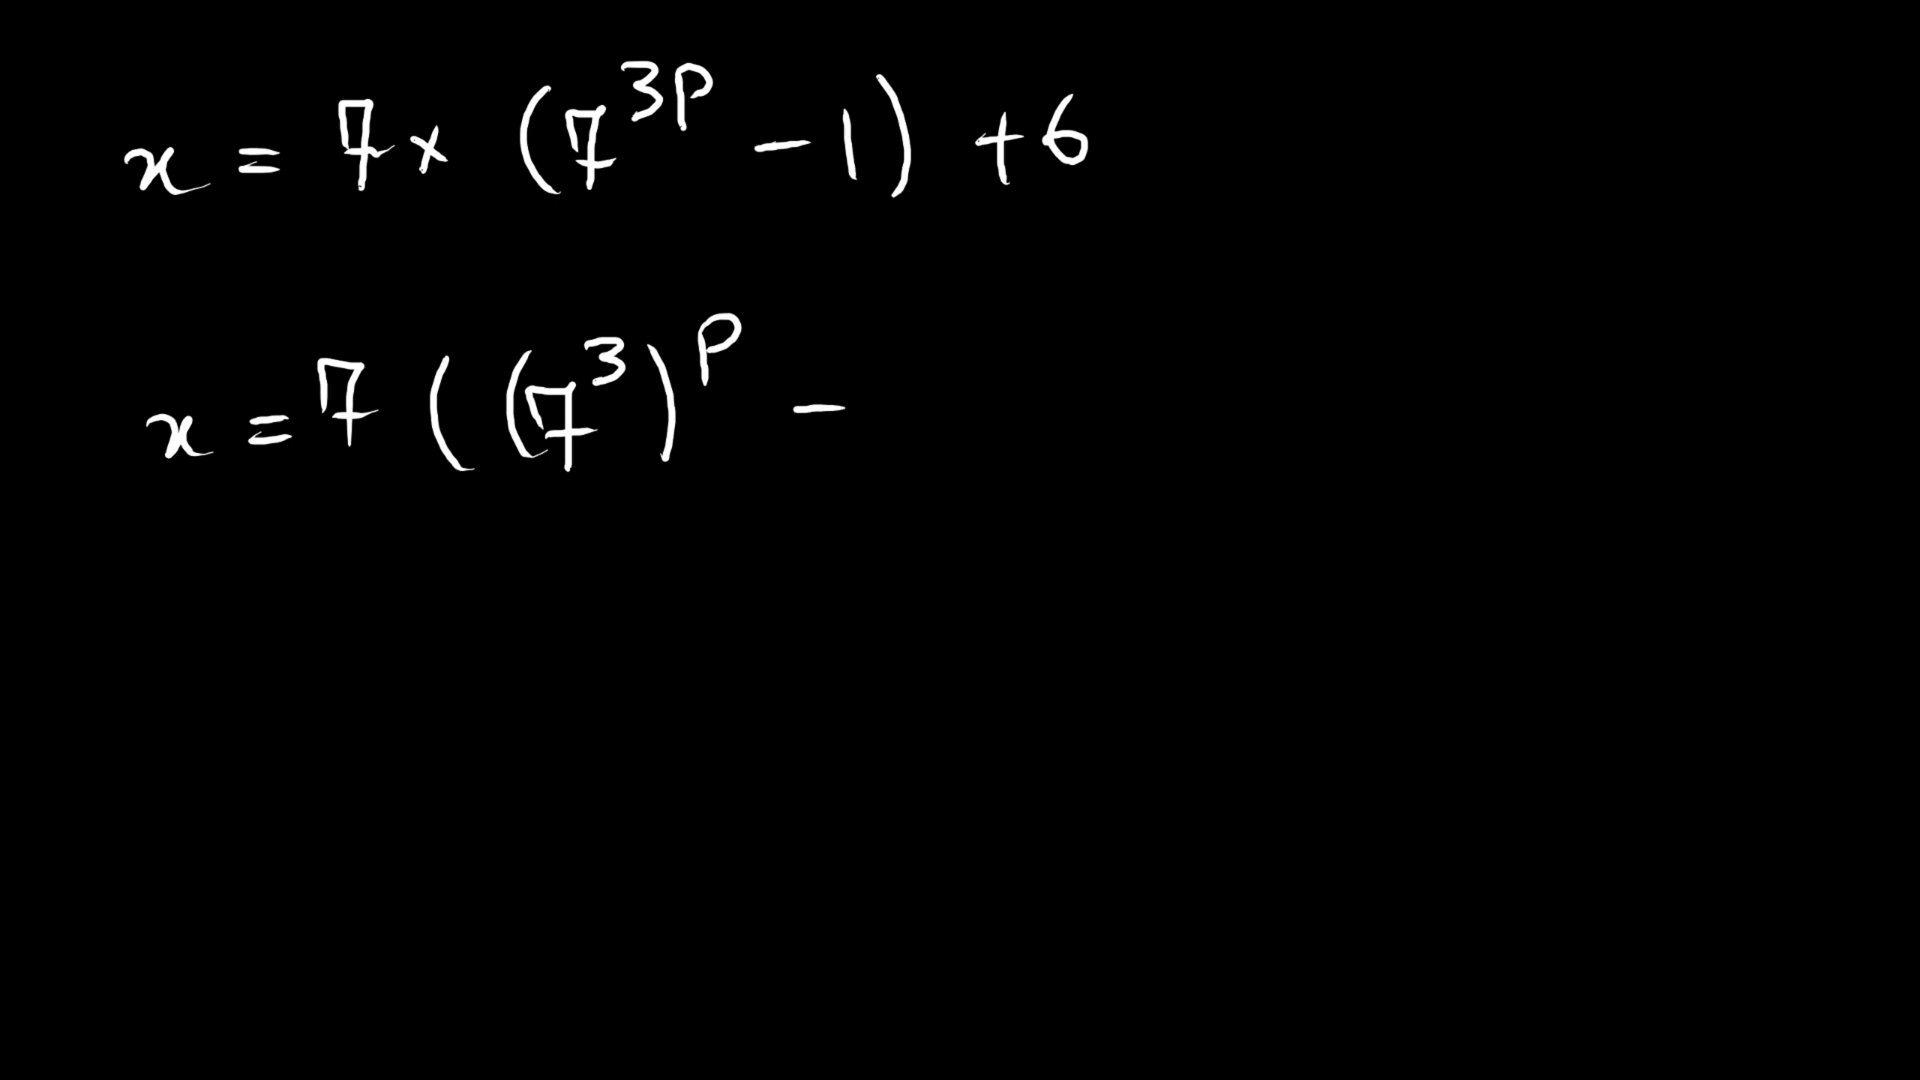 x = 7 × (7^{3P} - 1) + 6
x = 7 ( (7^3)^P -